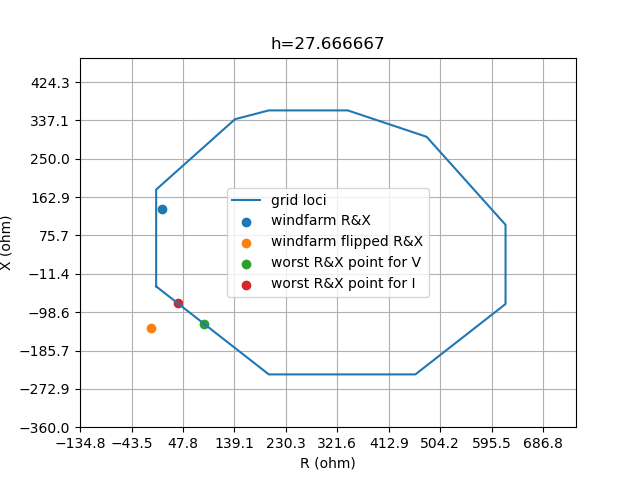 h=27.666667
424.3
337.1
250.0
162.9
75.7
−11.4
−98.6
−185.7
−272.9
−360.0
X (ohm)
grid loci
windfarm R&X
windfarm flipped R&X
worst R&X point for V
worst R&X point for I
−134.8 −43.5 47.8 139.1 230.3 321.6 412.9 504.2 595.5 686.8
R (ohm)